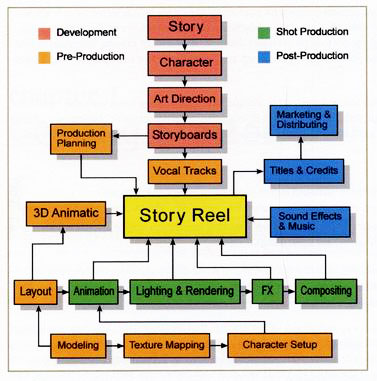 Story
Development
Shot Production
Pre-Production
Post-Production
Character
Art Direction
Marketing &
Distributing
Production
Planning
Storyboards
Vocal Tracks
Titles & Credits
3D Animatic
Story Reel
Sound Effects
& Music
Layout
Animation
Lighting & Rendering
FX
Compositing
Modeling
Texture Mapping
Character Setup